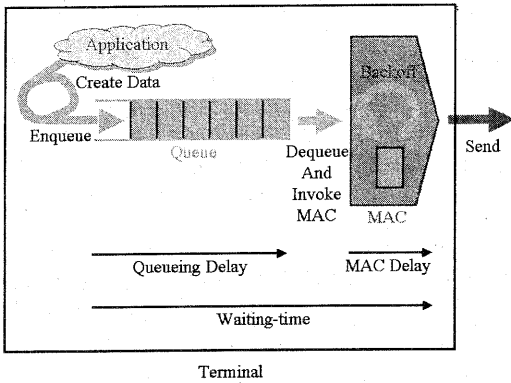 Application
Create Data
Enqueue
Queue
Dequeue
And
Invoke
MAC
Backoff
MAC
Send
Queueing Delay
MAC Delay
Waiting-time
Terminal